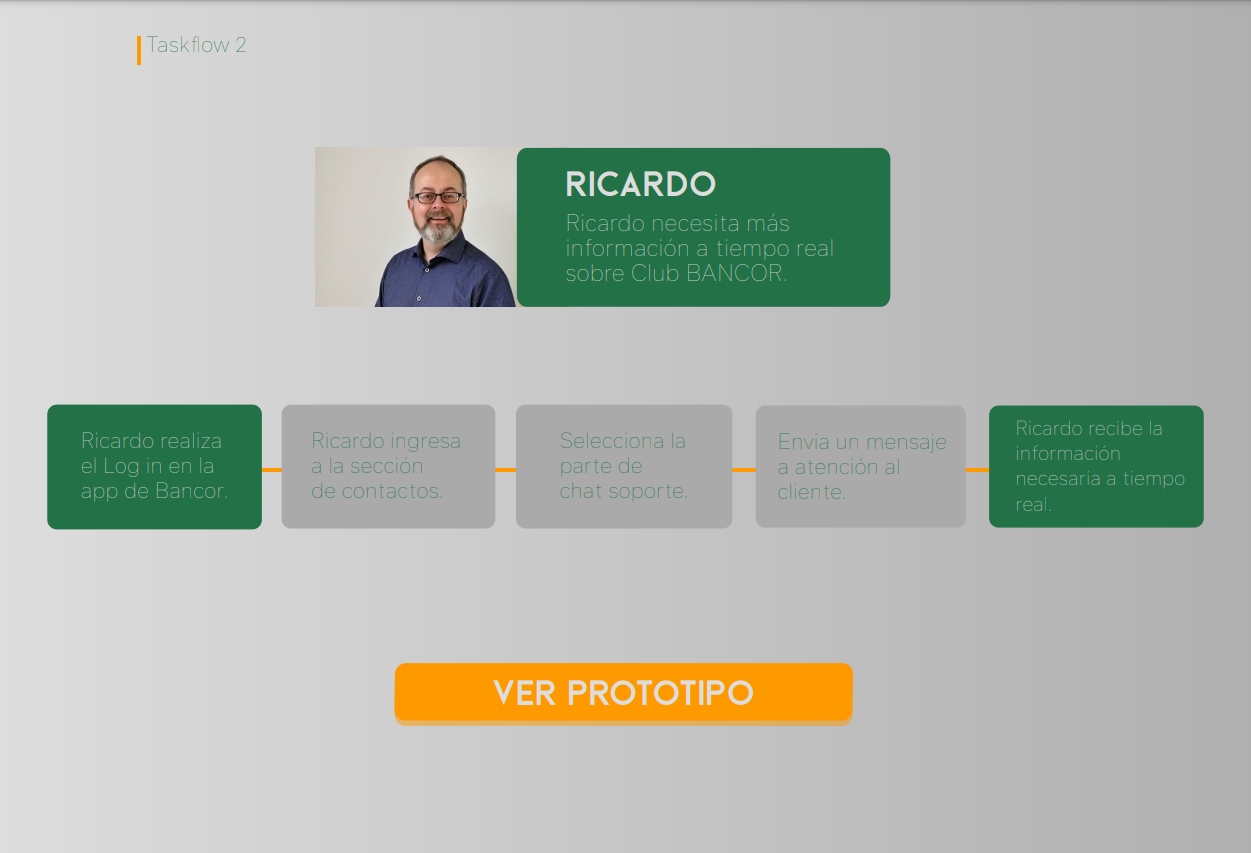 Taskflow 2
RICARDO
Ricardo necesita más
información a tiempo real
sobre Club BANCOR.
Ricardo realiza
el Log in en la
app de Bancor.
Ricardo ingresa
a la sección
de contactos.
Selecciona la
parte de
chat soporte.
Envia un mensaje
a atención al
cliente.
Ricardo recibe la
información
necesaria a tiempo
real.
VER PROTOTIPO